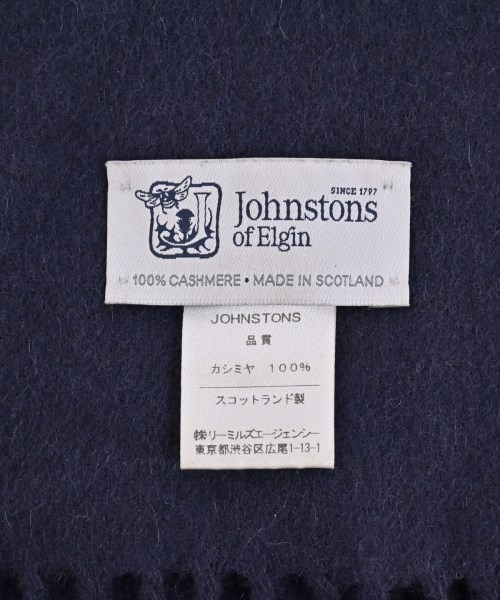 SINCE 1797
Johnstons
of Elgin
100% CASHMERE • MADE IN SCOTLAND
JOHNSTONS
品質
カシミヤ 100%
スコットランド製
㈱リーミルズエージェンシー
東京都渋谷区広尾1-13-1